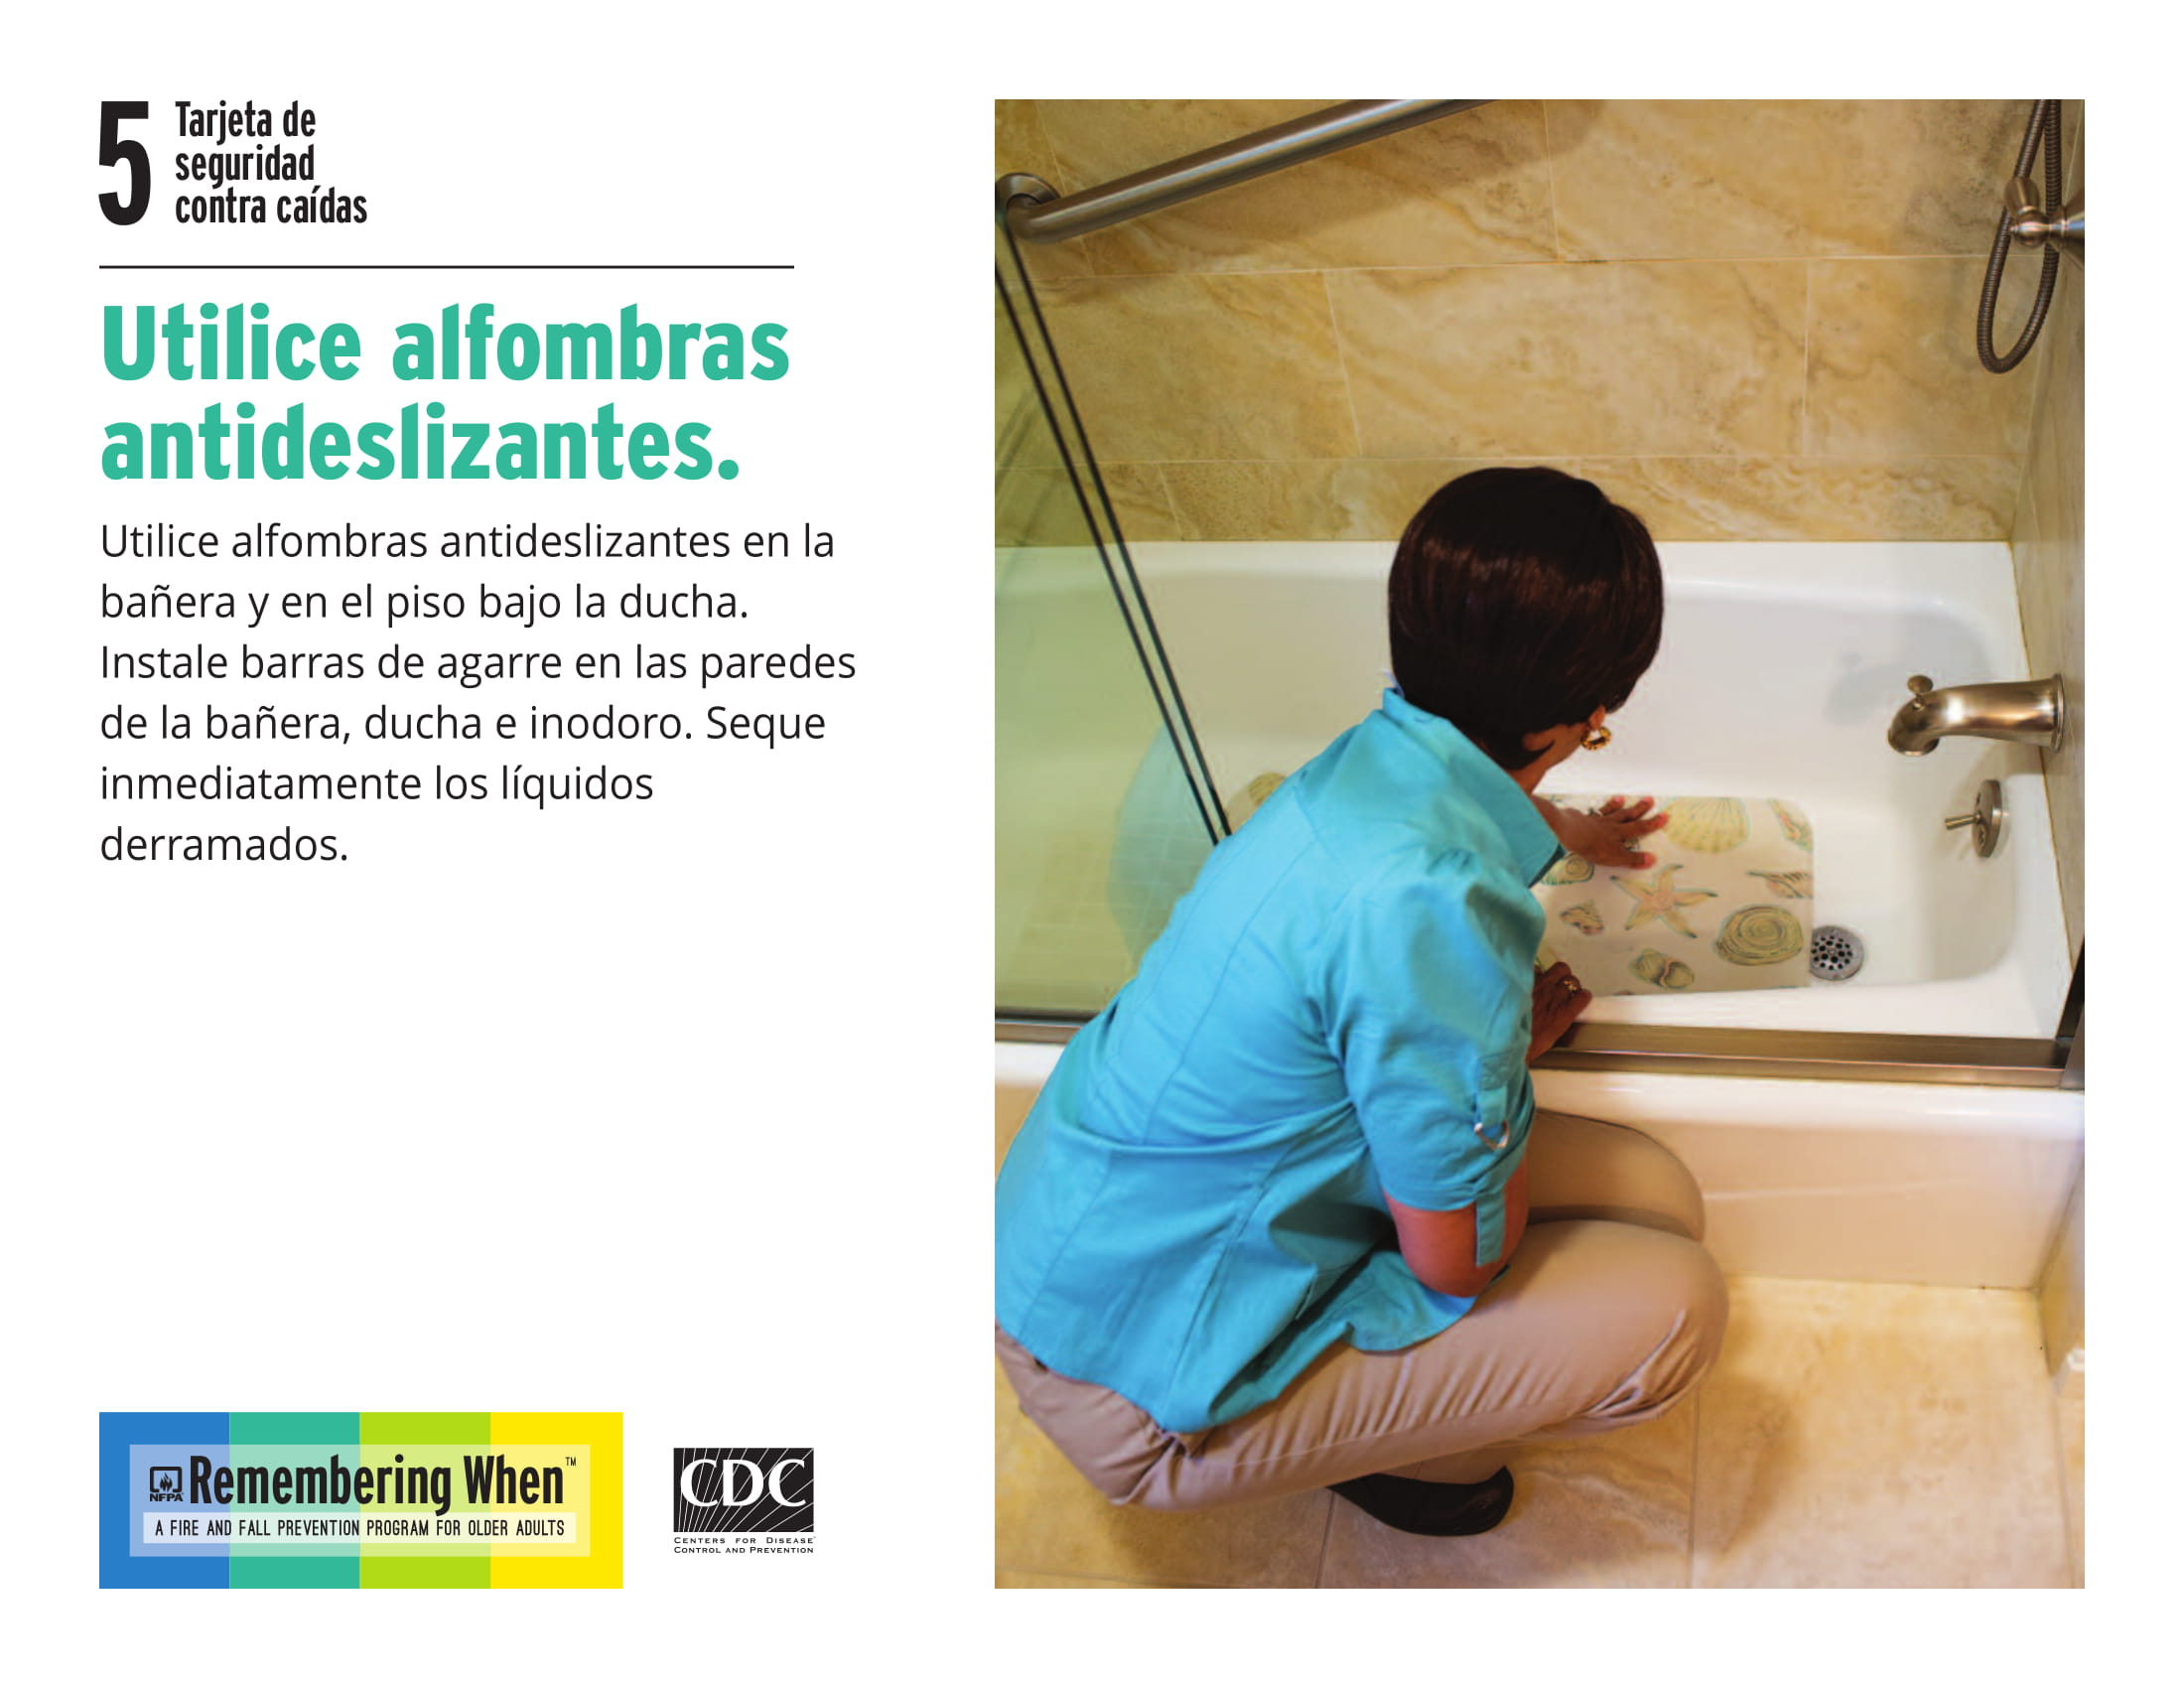 5
Tarjeta de
seguridad
contra caídas
Utilice alfombras
antideslizantes.
Utilice alfombras antideslizantes en la
bañera y en el piso bajo la ducha.
Instale barras de agarre en las paredes
de la bañera, ducha e inodoro. Seque
inmediatamente los líquidos
derramados.
NFPA
Remembering When™
A FIRE AND FALL PREVENTION PROGRAM FOR OLDER ADULTS
CDC
CENTERS FOR DISEASE
CONTROL AND PREVENTION